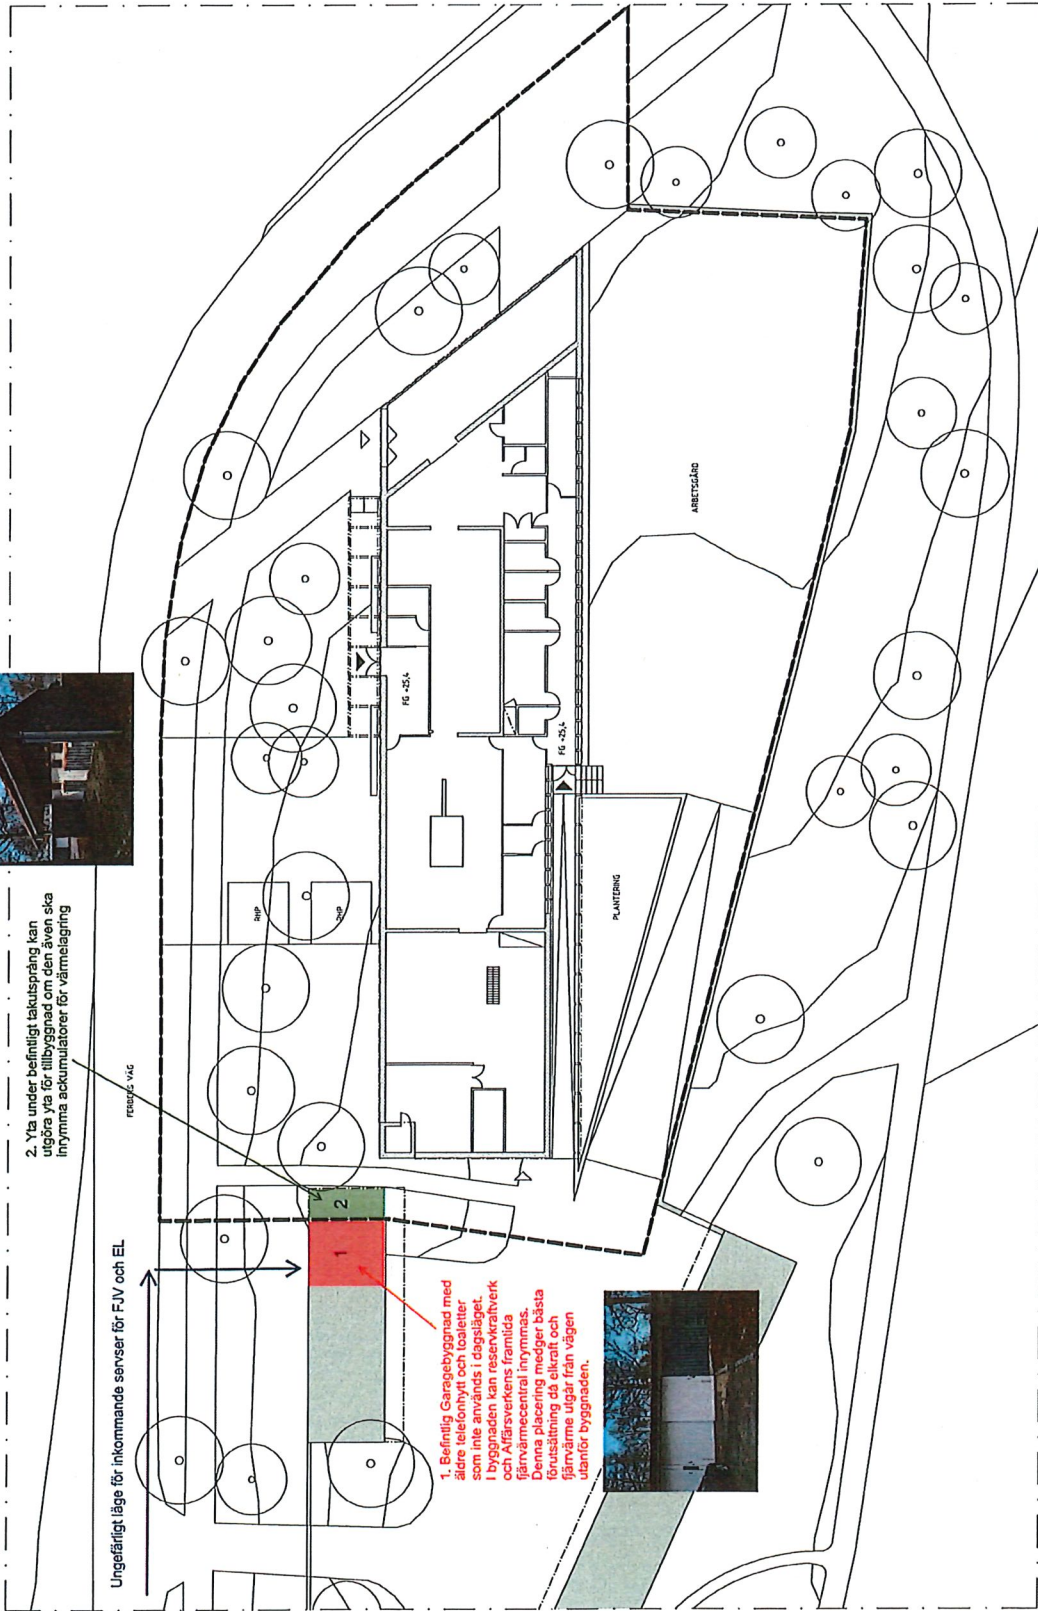 2. Yta under befintligt takutsprång kan
utgöra yta för tillbyggnad om den även ska
inrymma ackumulatorer för värmelagring
FERBERS VÄG
Ungefärligt läge för inkommande servser för FJV och EL
RHP
RHP
FG +25,4
FG +25,4
ARBETSGÅRD
PLANTERING
2
1
1. Befintlig Garagebyggnad med
äldre telefonhytt och toaletter
som inte används i dagsläget.
I byggnaden kan reservkraftverk
och Affärsverkens framtida
fjärvärmecentral inrymmas.
Denna placering medger bästa
förutsättning då elkraft och
fjärvärme utgår från vägen
utanför byggnaden.